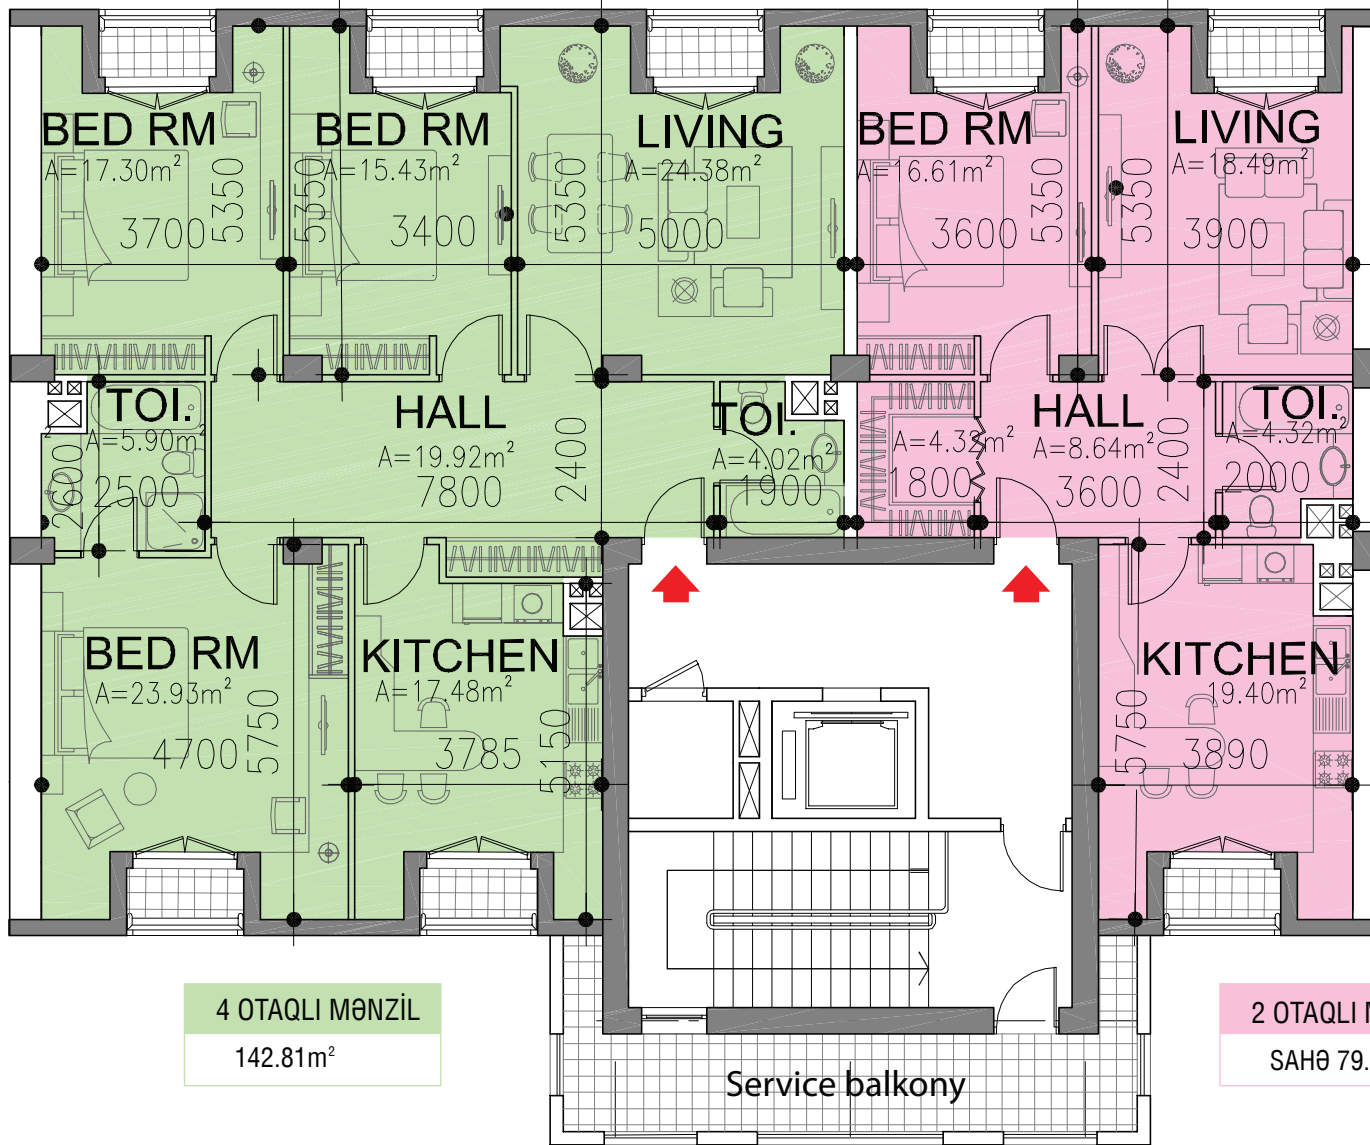 BED RM
A=17.30m²
3700
5350
BED RM
A=15.43m²
3400
5350
LIVING
A=24.38m²
5000
5350
BED RM
A=16.61m²
3600
5350
LIVING
A=18.49m²
3900
5350
TOI.
A=5.90m²
2500
2600
HALL
A=19.92m²
7800
2400
TOI.
A=4.02m²
1900
A=4.32m²
1800
HALL
A=8.64m²
3600
2400
TOI.
A=4.32m²
2000
BED RM
A=23.93m²
4700
5750
KITCHEN
A=17.48m²
3785
5150
KITCHEN
19.40m²
3890
5750
4 OTAQLI MƏNZİL
142.81m²
2 OTAQLI M
SAHƏ 79.
Service balkony